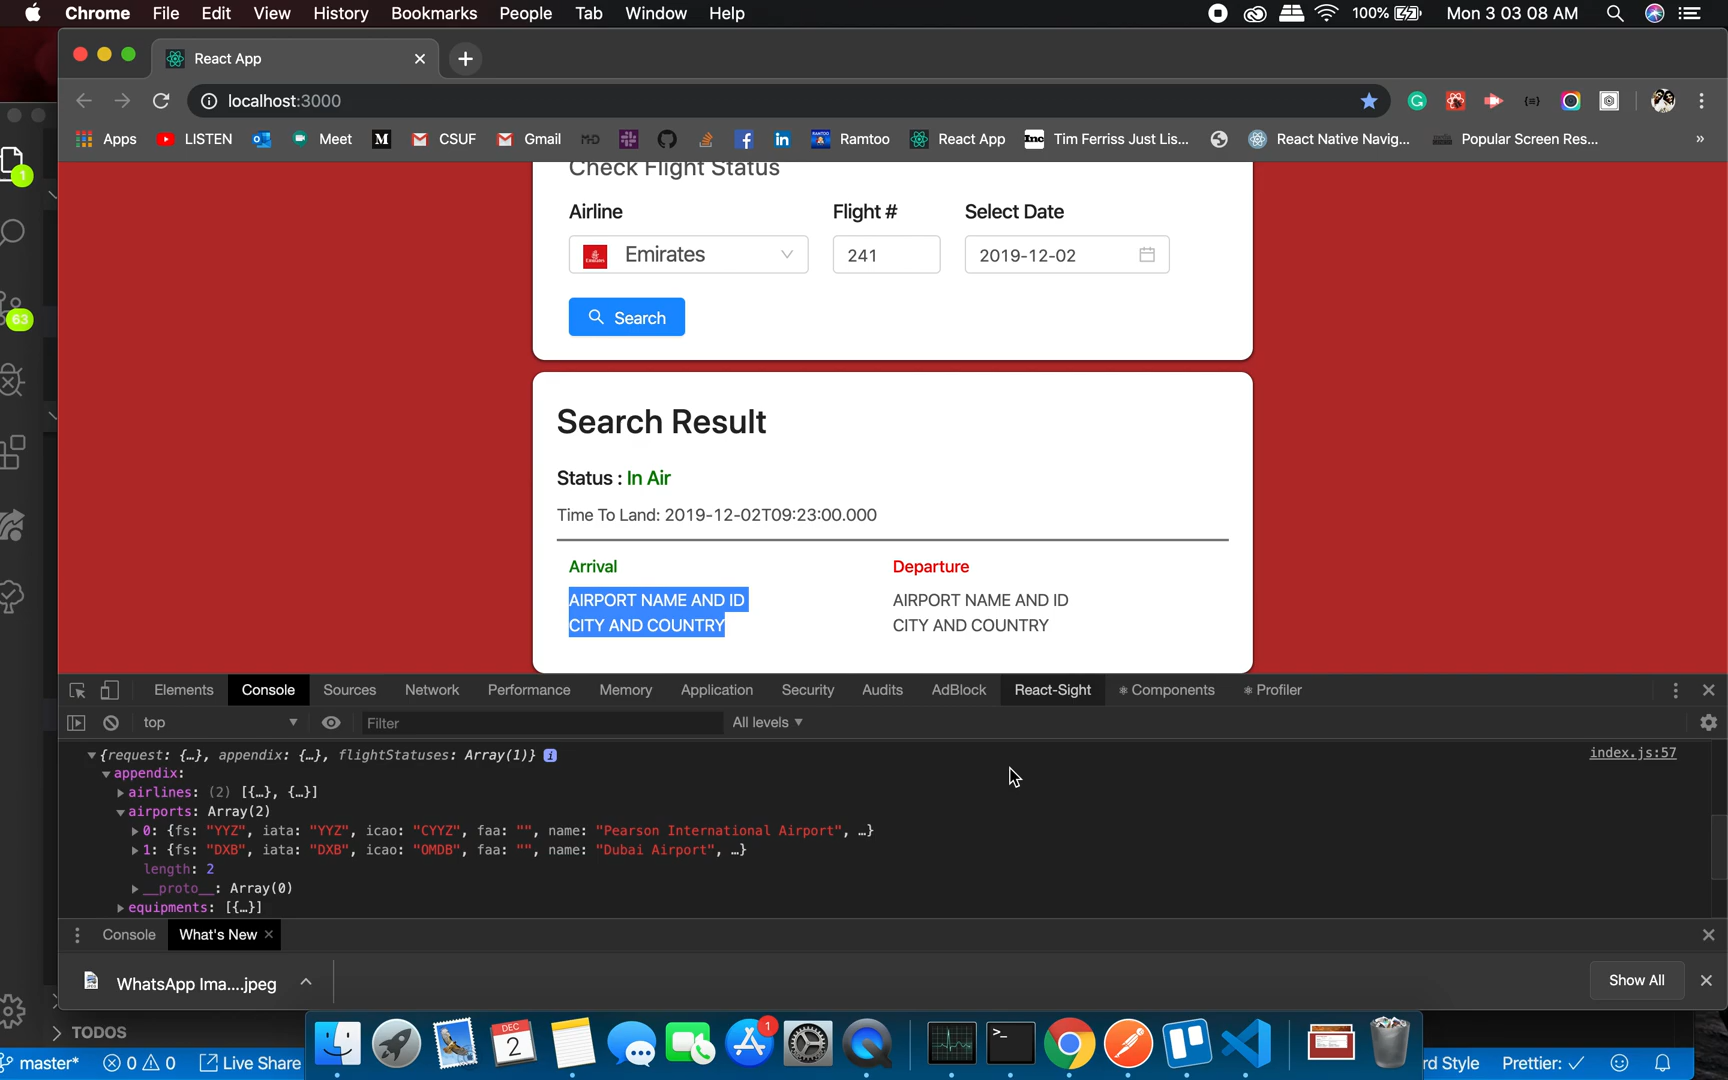 Chrome File Edit View History Bookmarks People Tab Window Help 100% Mon 3 03 08 AM
React App
localhost:3000
Apps LISTEN Meet M CSUF Gmail Ramtoo React App Inc Tim Ferriss Just Lis... React Native Navig... Popular Screen Res... »
1
63
Check Flight Status
Airline Flight # Select Date
Emirates 241 2019-12-02
Search
Search Result
Status : In Air
Time To Land: 2019-12-02T09:23:00.000
Arrival Departure
AIRPORT NAME AND ID AIRPORT NAME AND ID
CITY AND COUNTRY CITY AND COUNTRY
Elements Console Sources Network Performance Memory Application Security Audits AdBlock React-Sight Components Profiler
top Filter All levels
{request: {…}, appendix: {…}, flightStatuses: Array(1)} index.js:57
appendix:
airlines: (2) [{…}, {…}]
airports: Array(2)
0: {fs: "YYZ", iata: "YYZ", icao: "CYYZ", faa: "", name: "Pearson International Airport", …}
1: {fs: "DXB", iata: "DXB", icao: "OMDB", faa: "", name: "Dubai Airport", …}
length: 2
__proto__: Array(0)
equipments: [{…}]
Console What's New
WhatsApp Ima....jpeg Show All
TODOS
DEC
2
1
master* 0 0 Live Share rd Style Prettier: ✓